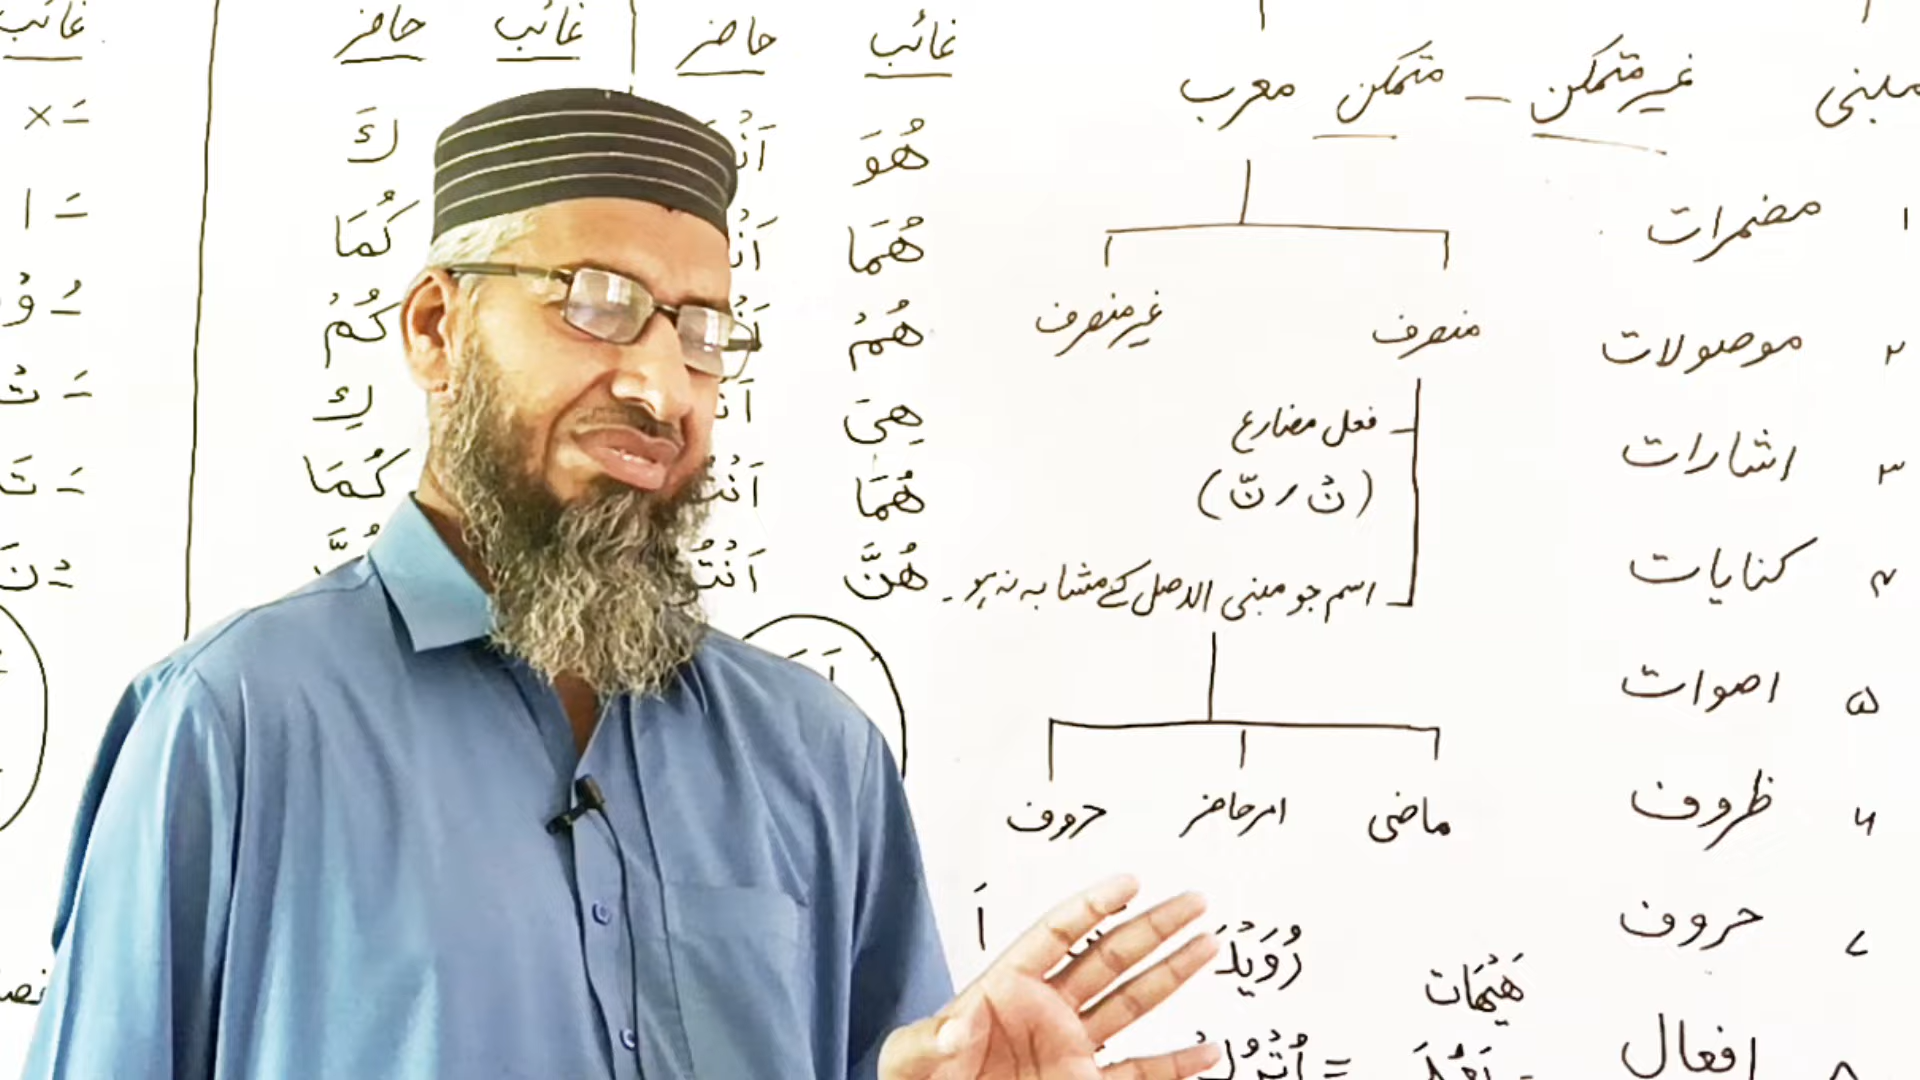 مبنی غیر متمکن – متمکن معرب
۱ مضمرات
۲ موصولات
۳ اشارات
۴ کنایات
۵ اصوات
۶ ظروف
۷ حروف
۸ افعال
منصرف غیر منصرف
فعل مضارع
(نْ / نّ)
اسم جو مبنی الاصل کے مشابہ نہ ہو۔
ماضی امر حاضر حروف
هَيْهَات
رُوَيْدَ
اَ
غائب حاضر غائب حاضر غائب
هُوَ
هُمَا
هُمْ
هِیَ
هُمَا
هُنَّ
كَ
كُمَا
كُمْ
كِ
كُمَا
ـَ ×
ـَ ا